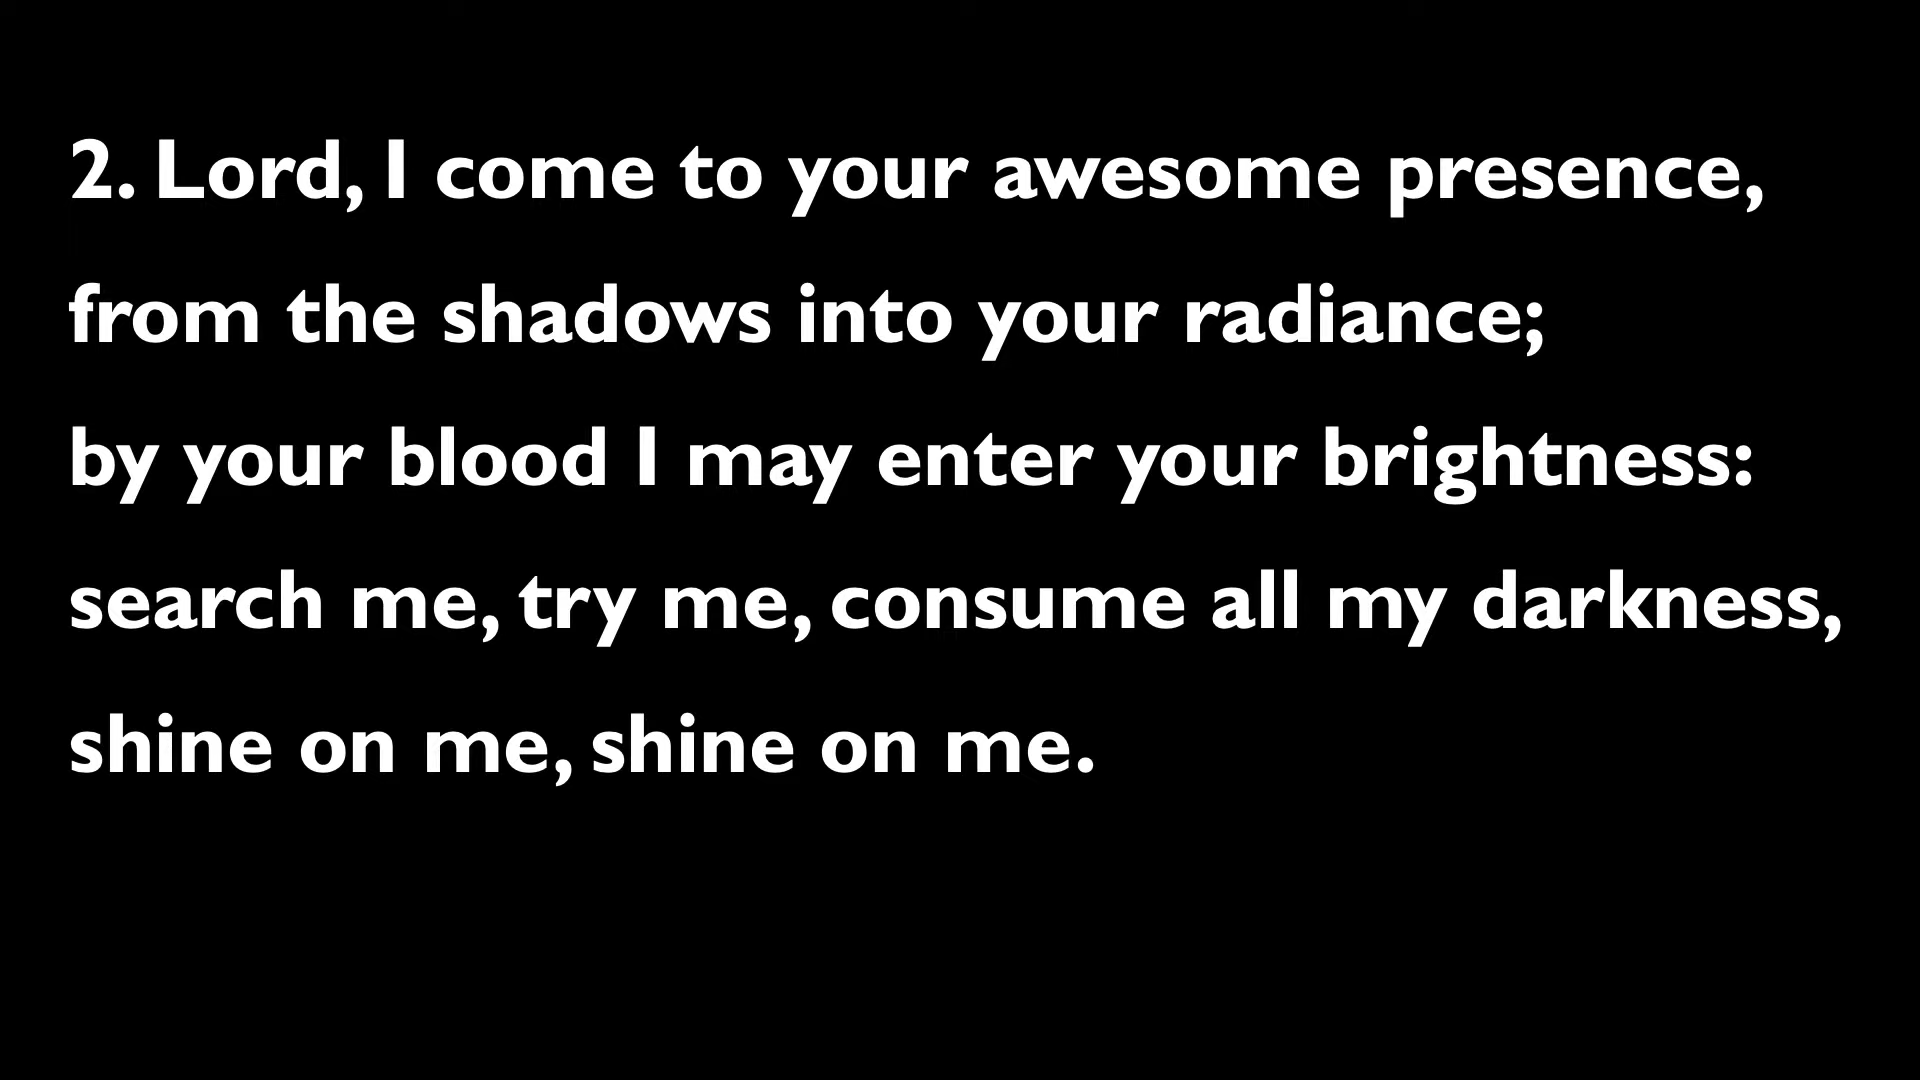 2. Lord, I come to your awesome presence,
from the shadows into your radiance;
by your blood I may enter your brightness:
search me, try me, consume all my darkness,
shine on me, shine on me.